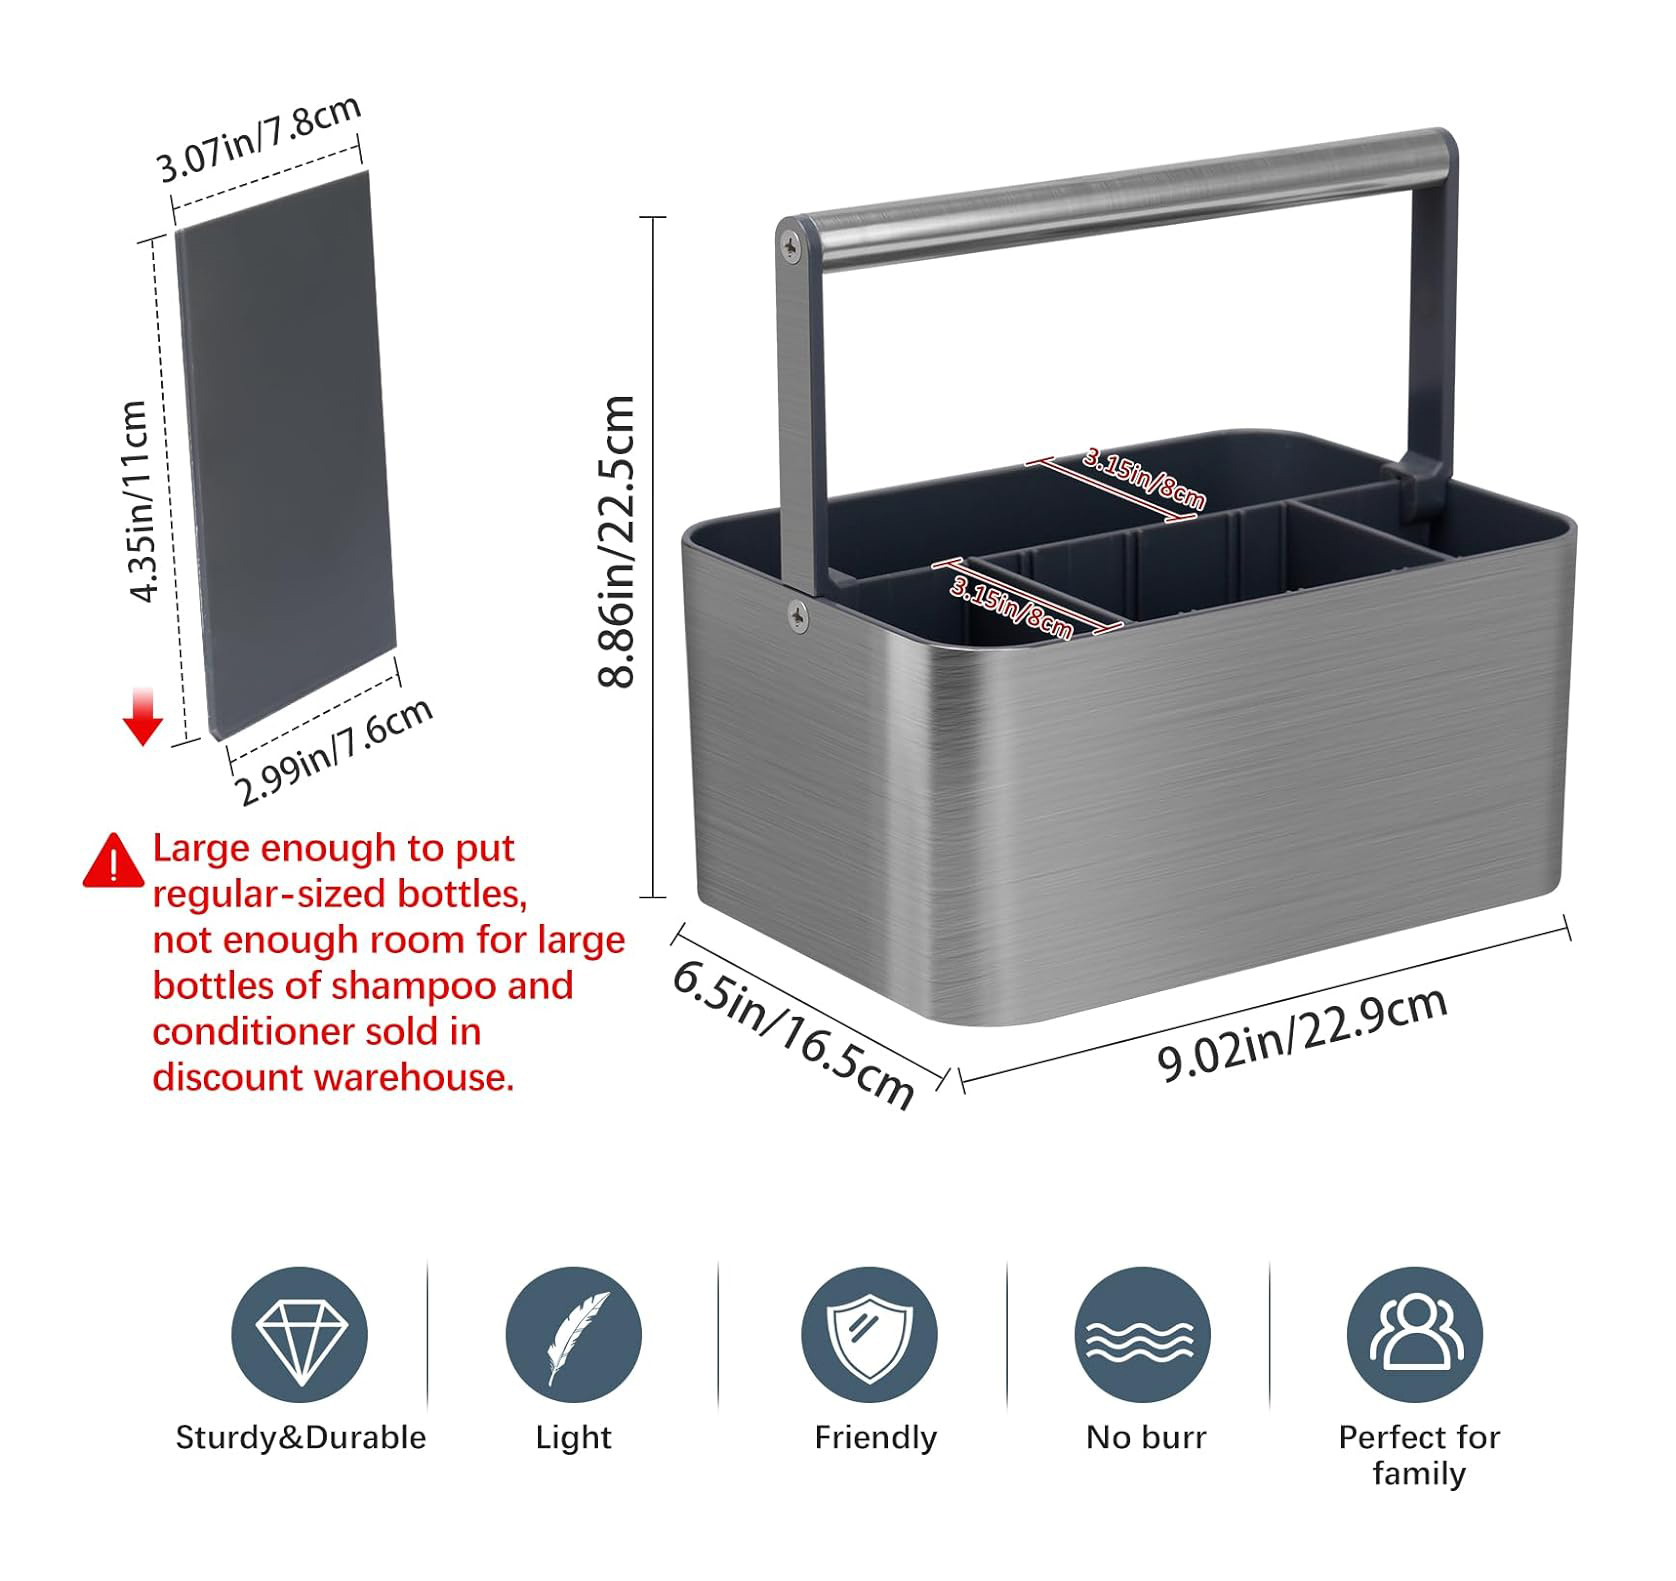 3.07in/7.8cm
4.35in/11cm
2.99in/7.6cm
8.86in/22.5cm
3.15in/8cm
3.15in/8cm
6.5in/16.5cm
9.02in/22.9cm
Large enough to put
regular-sized bottles,
not enough room for large
bottles of shampoo and
conditioner sold in
discount warehouse.
Sturdy&Durable
Light
Friendly
No burr
Perfect for
family